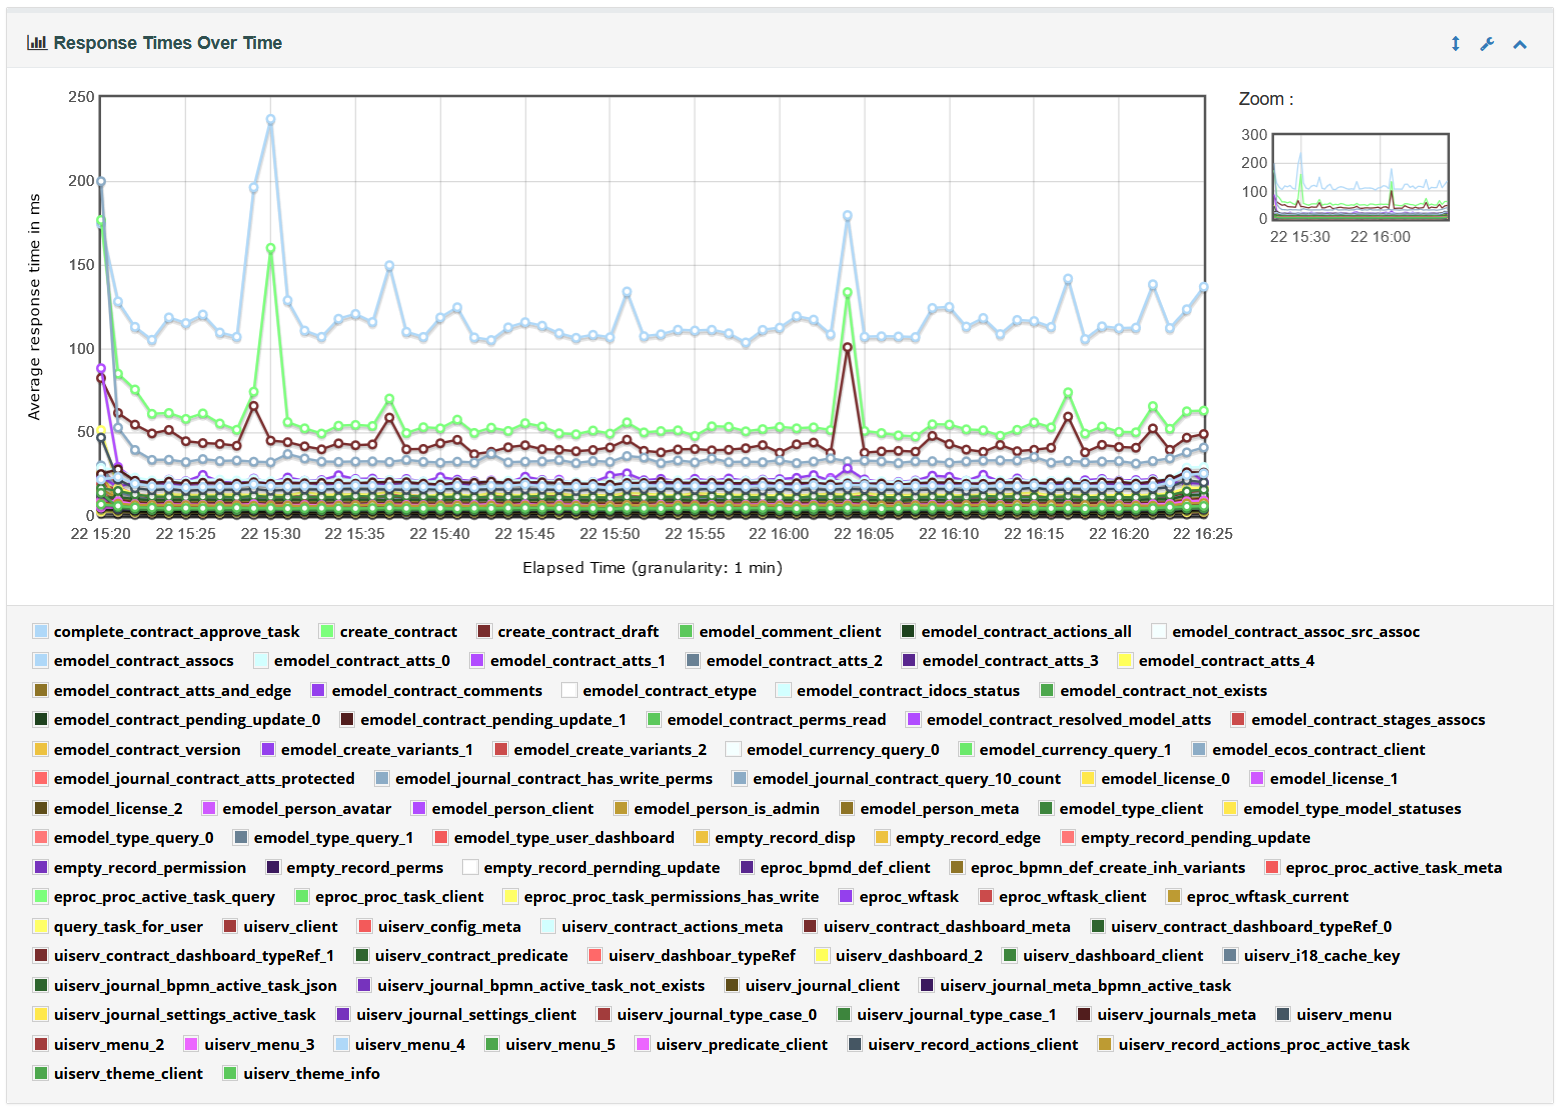 Response Times Over Time
Zoom :
250
200
150
100
50
0
Average response time in ms
22 15:20 22 15:25 22 15:30 22 15:35 22 15:40 22 15:45 22 15:50 22 15:55 22 16:00 22 16:05 22 16:10 22 16:15 22 16:20 22 16:25
Elapsed Time (granularity: 1 min)
300
200
100
0
22 15:30 22 16:00
complete_contract_approve_task create_contract create_contract_draft emodel_comment_client emodel_contract_actions_all emodel_contract_assoc_src_assoc
emodel_contract_assocs emodel_contract_atts_0 emodel_contract_atts_1 emodel_contract_atts_2 emodel_contract_atts_3 emodel_contract_atts_4
emodel_contract_atts_and_edge emodel_contract_comments emodel_contract_etype emodel_contract_idocs_status emodel_contract_not_exists
emodel_contract_pending_update_0 emodel_contract_pending_update_1 emodel_contract_perms_read emodel_contract_resolved_model_atts emodel_contract_stages_assocs
emodel_contract_version emodel_create_variants_1 emodel_create_variants_2 emodel_currency_query_0 emodel_currency_query_1 emodel_ecos_contract_client
emodel_journal_contract_atts_protected emodel_journal_contract_has_write_perms emodel_journal_contract_query_10_count emodel_license_0 emodel_license_1
emodel_license_2 emodel_person_avatar emodel_person_client emodel_person_is_admin emodel_person_meta emodel_type_client emodel_type_model_statuses
emodel_type_query_0 emodel_type_query_1 emodel_type_user_dashboard empty_record_disp empty_record_edge empty_record_pending_update
empty_record_permission empty_record_perms empty_record_pernding_update eproc_bpmd_def_client eproc_bpmn_def_create_inh_variants eproc_proc_active_task_meta
eproc_proc_active_task_query eproc_proc_task_client eproc_proc_task_permissions_has_write eproc_wftask eproc_wftask_client eproc_wftask_current
query_task_for_user uiserv_client uiserv_config_meta uiserv_contract_actions_meta uiserv_contract_dashboard_meta uiserv_contract_dashboard_typeRef_0
uiserv_contract_dashboard_typeRef_1 uiserv_contract_predicate uiserv_dashboar_typeRef uiserv_dashboard_2 uiserv_dashboard_client uiserv_i18_cache_key
uiserv_journal_bpmn_active_task_json uiserv_journal_bpmn_active_task_not_exists uiserv_journal_client uiserv_journal_meta_bpmn_active_task
uiserv_journal_settings_active_task uiserv_journal_settings_client uiserv_journal_type_case_0 uiserv_journal_type_case_1 uiserv_journals_meta uiserv_menu
uiserv_menu_2 uiserv_menu_3 uiserv_menu_4 uiserv_menu_5 uiserv_predicate_client uiserv_record_actions_client uiserv_record_actions_proc_active_task
uiserv_theme_client uiserv_theme_info